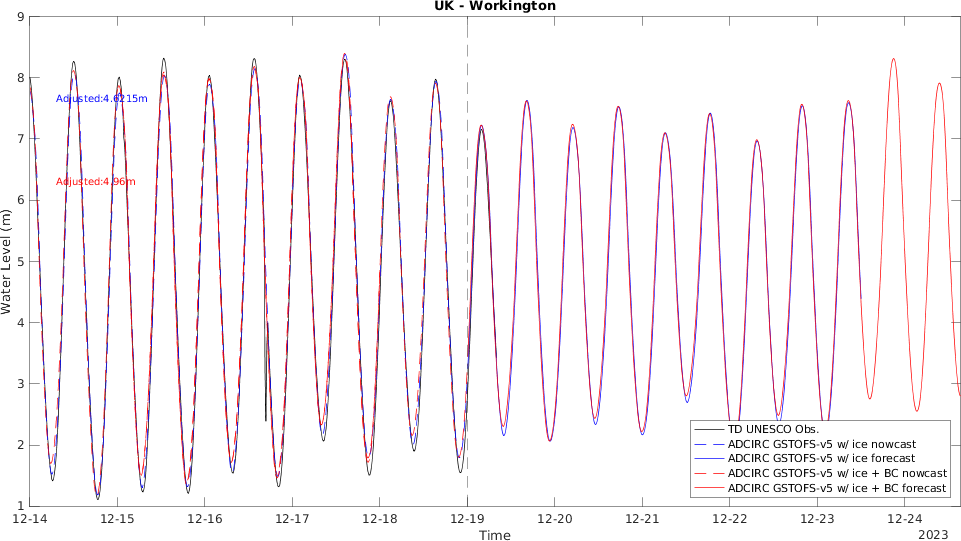 UK - Workington
9
8
7
6
5
4
3
2
1
Water Level (m)
Adjusted:4.6215m
Adjusted:4.96m
TD UNESCO Obs.
ADCIRC GSTOFS-v5 w/ ice nowcast
ADCIRC GSTOFS-v5 w/ ice forecast
ADCIRC GSTOFS-v5 w/ ice + BC nowcast
ADCIRC GSTOFS-v5 w/ ice + BC forecast
12-14 12-15 12-16 12-17 12-18 12-19 12-20 12-21 12-22 12-23 12-24
Time
2023